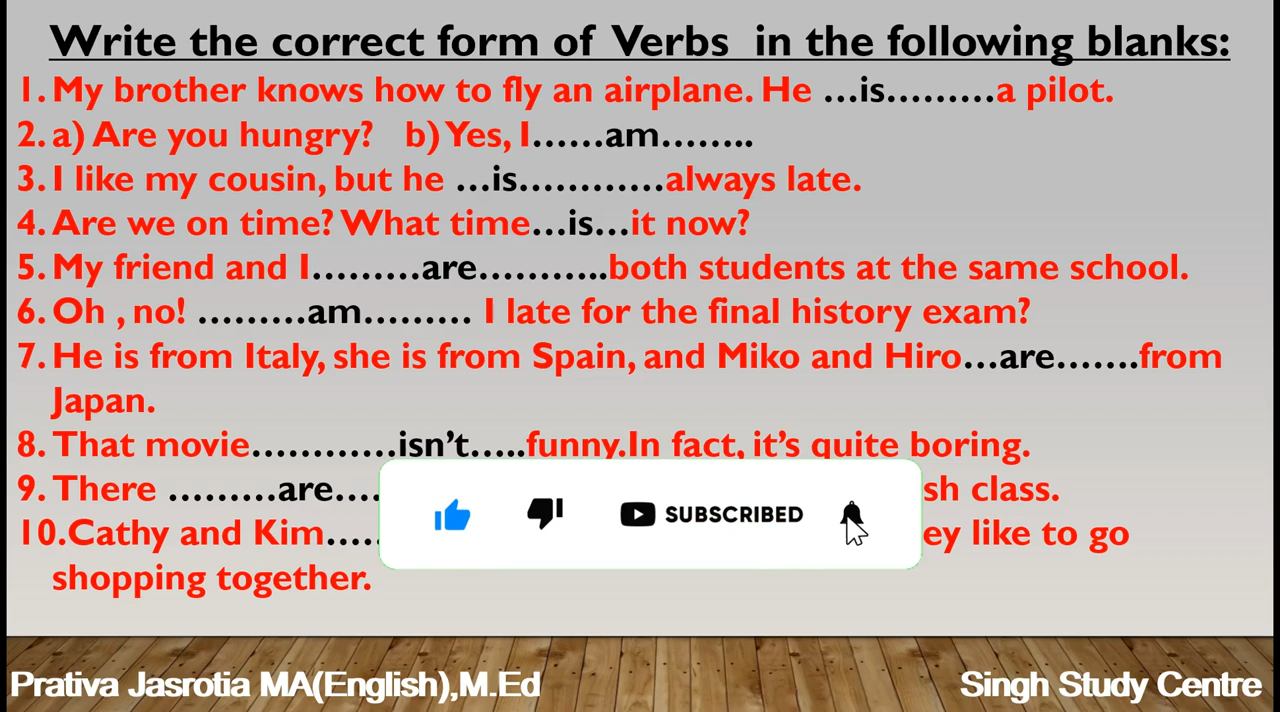 Write the correct form of Verbs in the following blanks:
1. My brother knows how to fly an airplane. He …is………a pilot.
2. a) Are you hungry? b) Yes, I……am……..
3. I like my cousin, but he …is…………always late.
4. Are we on time? What time…is…it now?
5. My friend and I………are………..both students at the same school.
6. Oh , no! ………am……… I late for the final history exam?
7. He is from Italy, she is from Spain, and Miko and Hiro…are…….from
Japan.
8. That movie…………isn’t…..funny.In fact, it’s quite boring.
9. There ………are…. class.
10.Cathy and Kim….. like to go
shopping together.
SUBSCRIBED
Prativa Jasrotia MA(English),M.Ed
Singh Study Centre